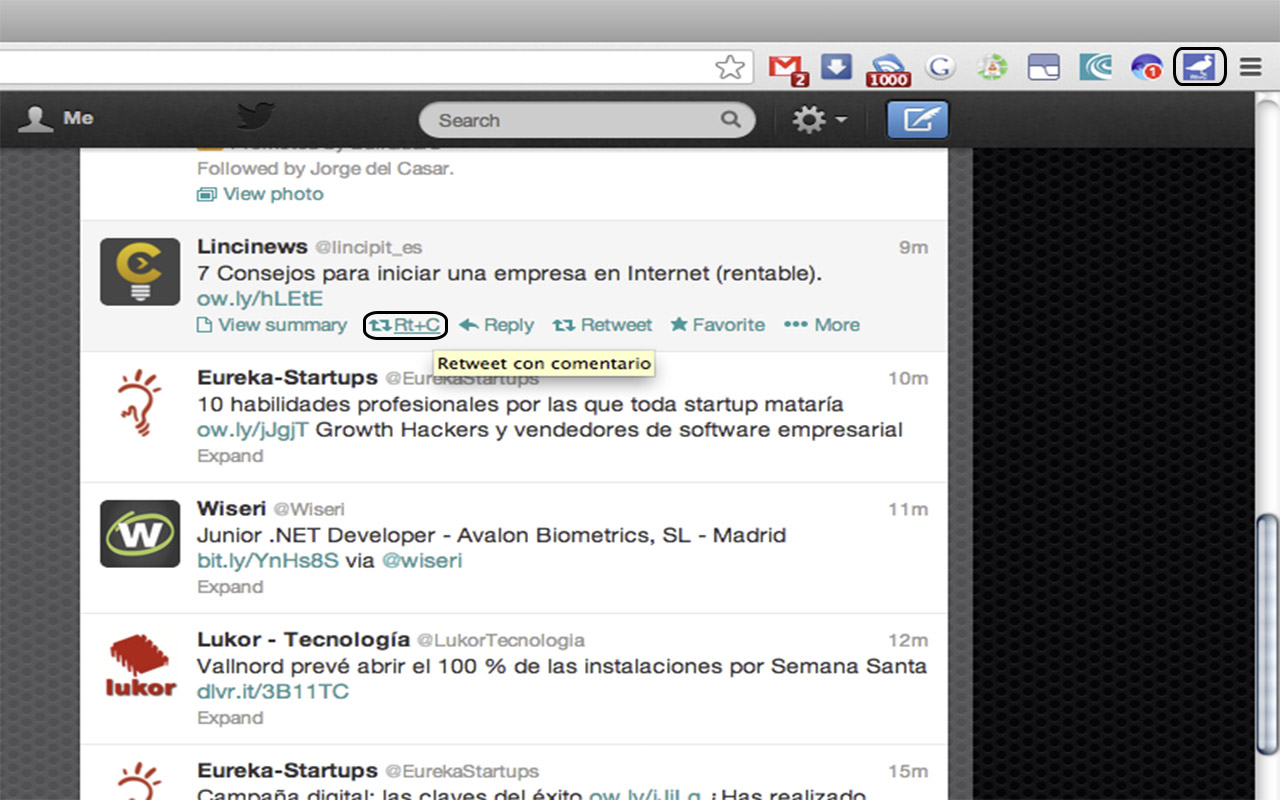 2
1000
G
1
Me
Search
Followed by Jorge del Casar.
View photo
Lincinews @lincipit_es 9m
7 Consejos para iniciar una empresa en Internet (rentable).
ow.ly/hLEtE
View summary Rt+C Reply Retweet Favorite More
Retweet con comentario
Eureka-Startups @EurekaStartups 10m
10 habilidades profesionales por las que toda startup mataría
ow.ly/jJgjT Growth Hackers y vendedores de software empresarial
Expand
W
Wiseri @Wiseri 11m
Junior .NET Developer - Avalon Biometrics, SL - Madrid
bit.ly/YnHs8S via @wiseri
Expand
lukor
Lukor - Tecnología @LukorTecnologia 12m
Vallnord prevé abrir el 100 % de las instalaciones por Semana Santa
dlvr.it/3B11TC
Expand
Eureka-Startups @EurekaStartups 15m
Campaña digital: las claves del éxito ¿Has realizado